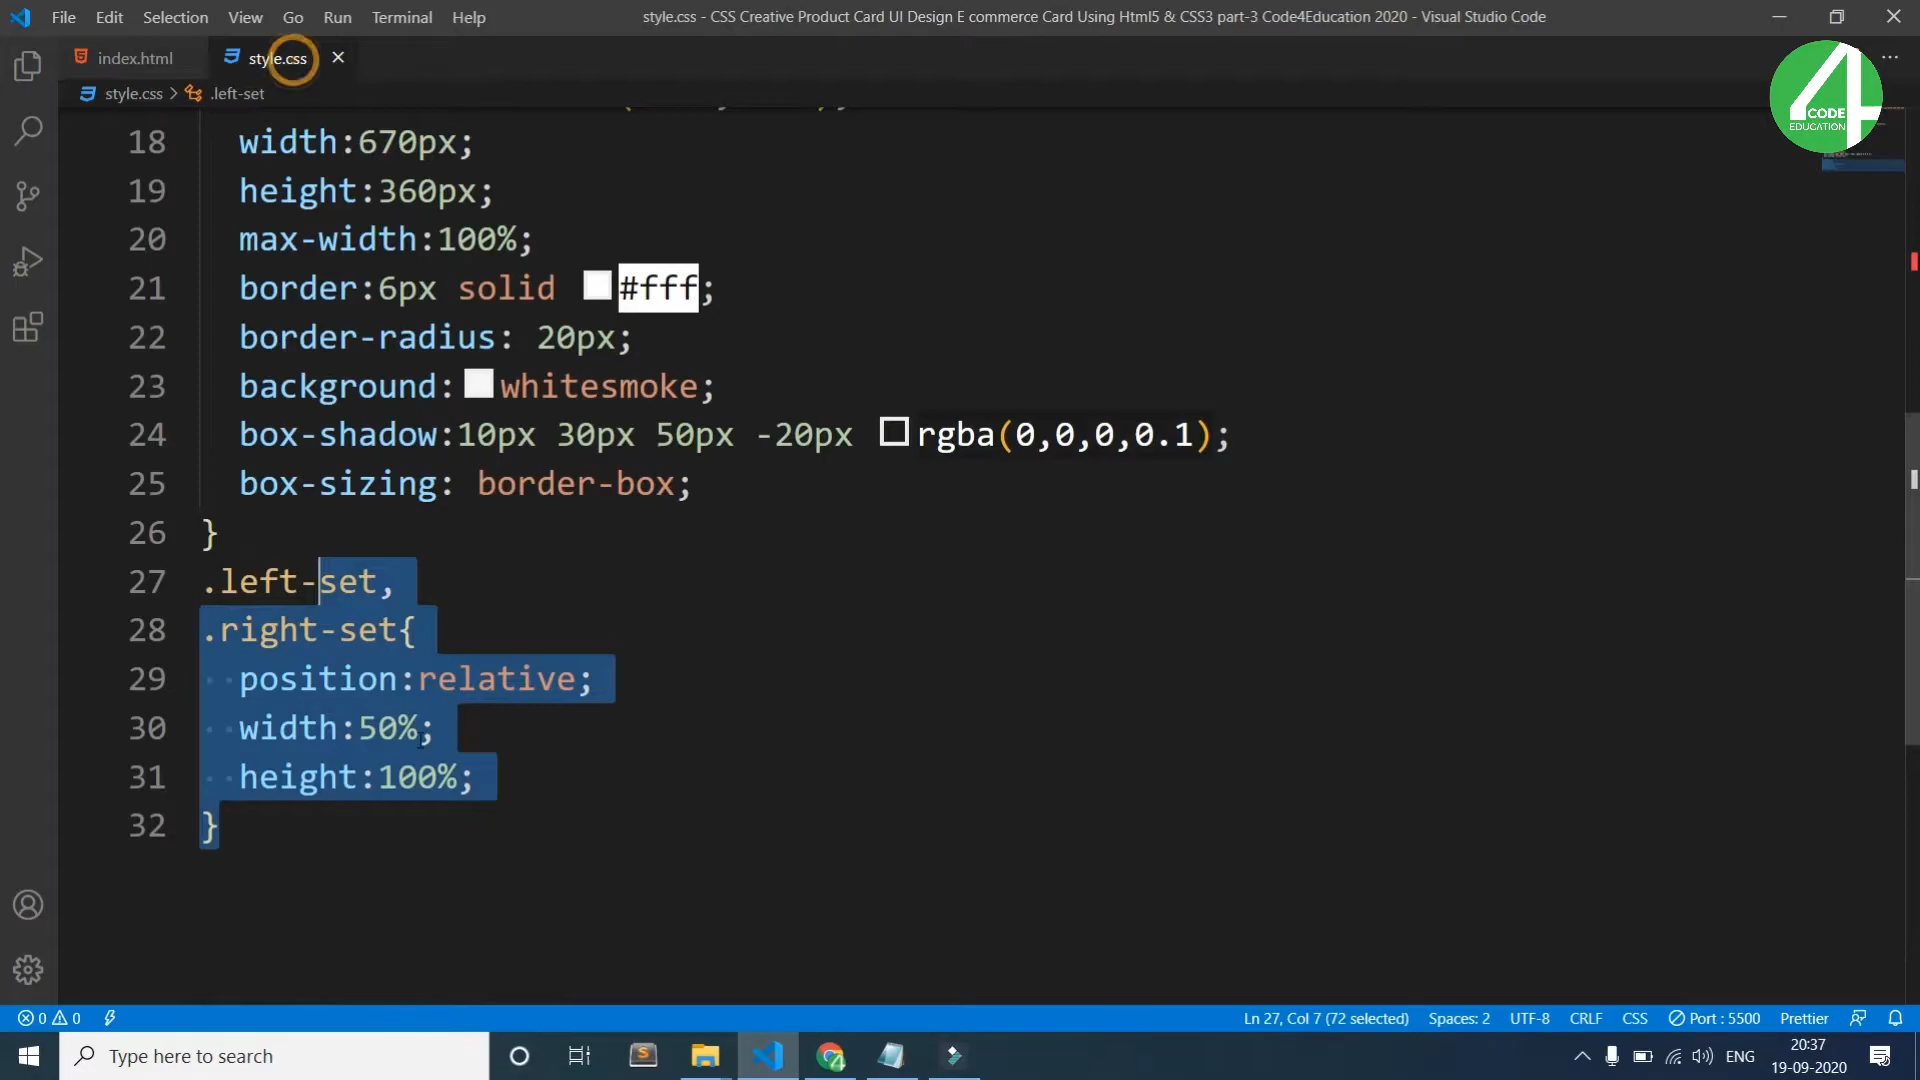 File Edit Selection View Go Run Terminal Help
style.css - CSS Creative Product Card UI Design E commerce Card Using Html5 & CSS3 part-3 Code4Education 2020 - Visual Studio Code
index.html style.css
style.css > .left-set
4
CODE
EDUCATION
18 width:670px;
19 height:360px;
20 max-width:100%;
21 border:6px solid #fff;
22 border-radius: 20px;
23 background: whitesmoke;
24 box-shadow:10px 30px 50px -20px rgba(0,0,0,0.1);
25 box-sizing: border-box;
26 }
27 .left-set,
28 .right-set{
29 position:relative;
30 width:50%;
31 height:100%;
32 }
0 0 Ln 27, Col 7 (72 selected) Spaces: 2 UTF-8 CRLF CSS Port : 5500 Prettier
Type here to search
ENG
20:37
19-09-2020